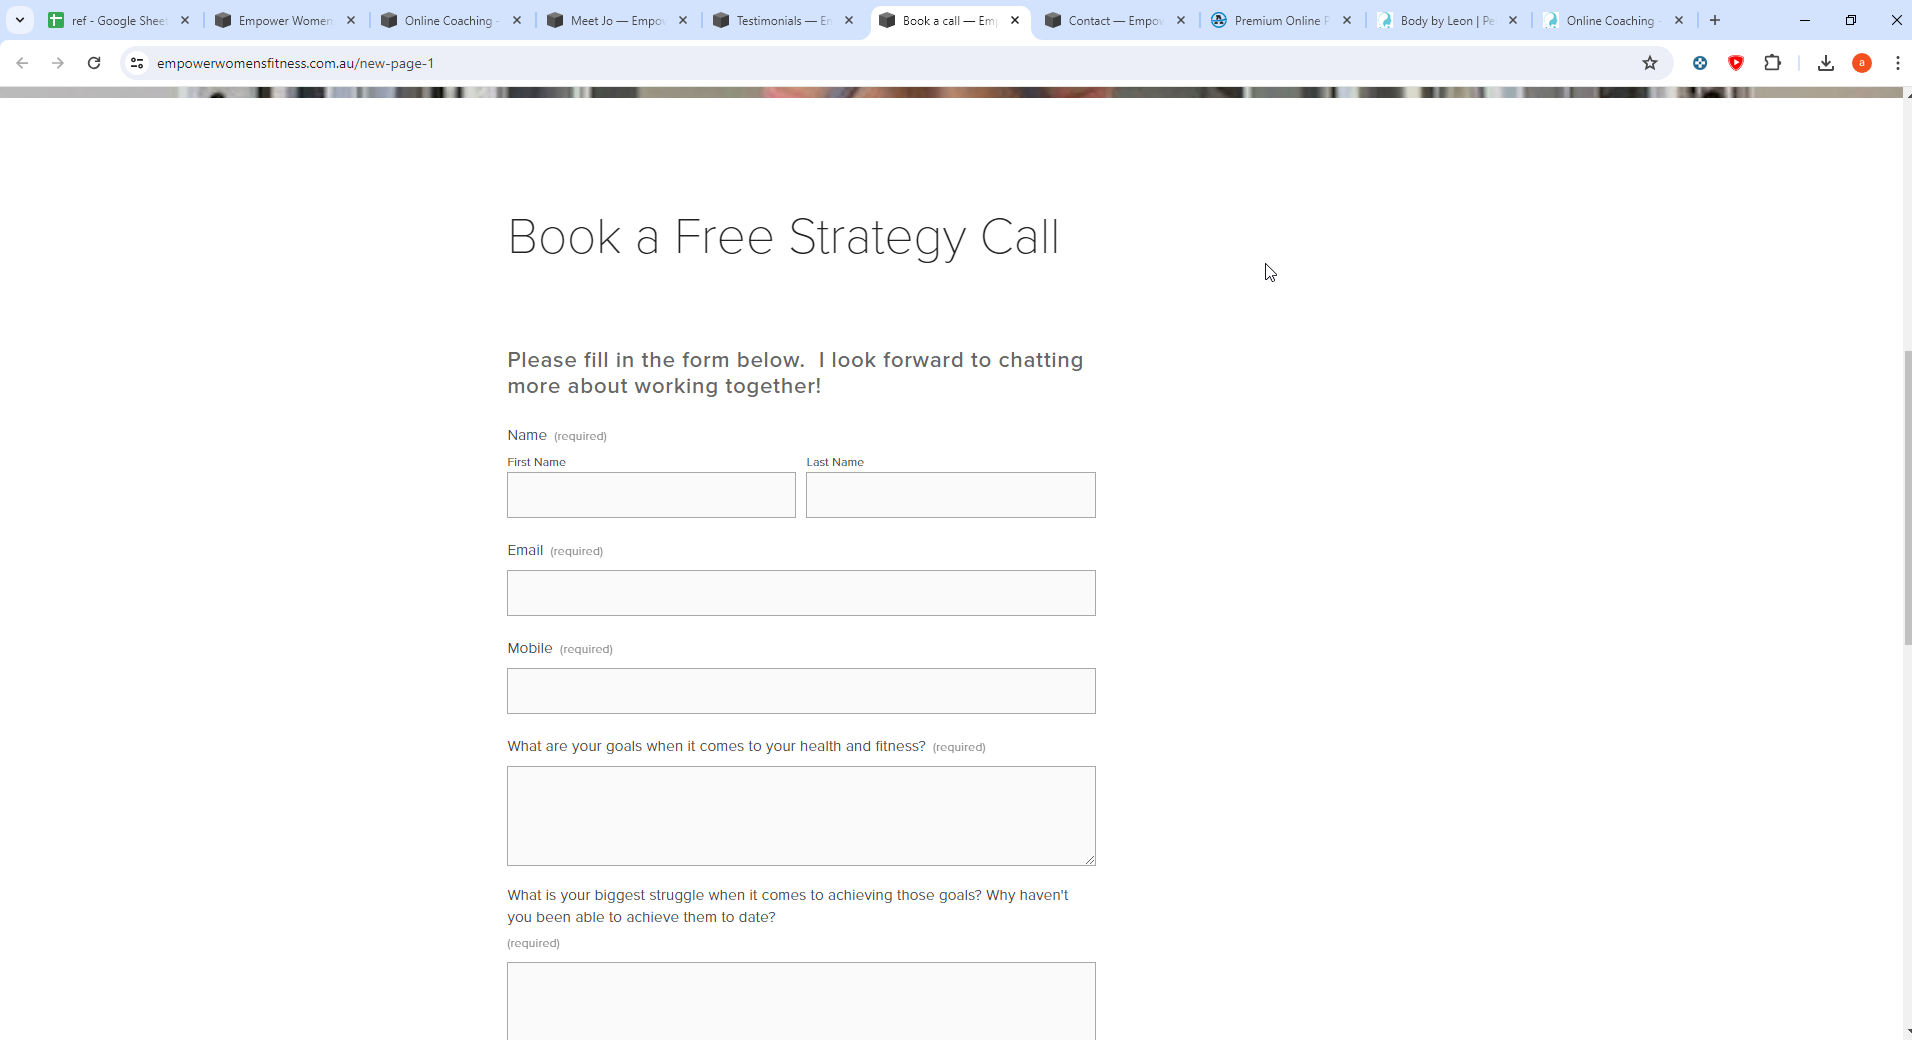 ref - Google Shee
Empower Women
Online Coaching -
Meet Jo — Empo
Testimonials — E
Book a call — Em
Contact — Empo
Premium Online P
Body by Leon | Pe
Online Coaching -
empowerwomensfitness.com.au/new-page-1
a
Book a Free Strategy Call
Please fill in the form below.  I look forward to chatting
more about working together!
Name (required)
First Name
Last Name
Email (required)
Mobile (required)
What are your goals when it comes to your health and fitness? (required)
What is your biggest struggle when it comes to achieving those goals? Why haven't
you been able to achieve them to date?
(required)